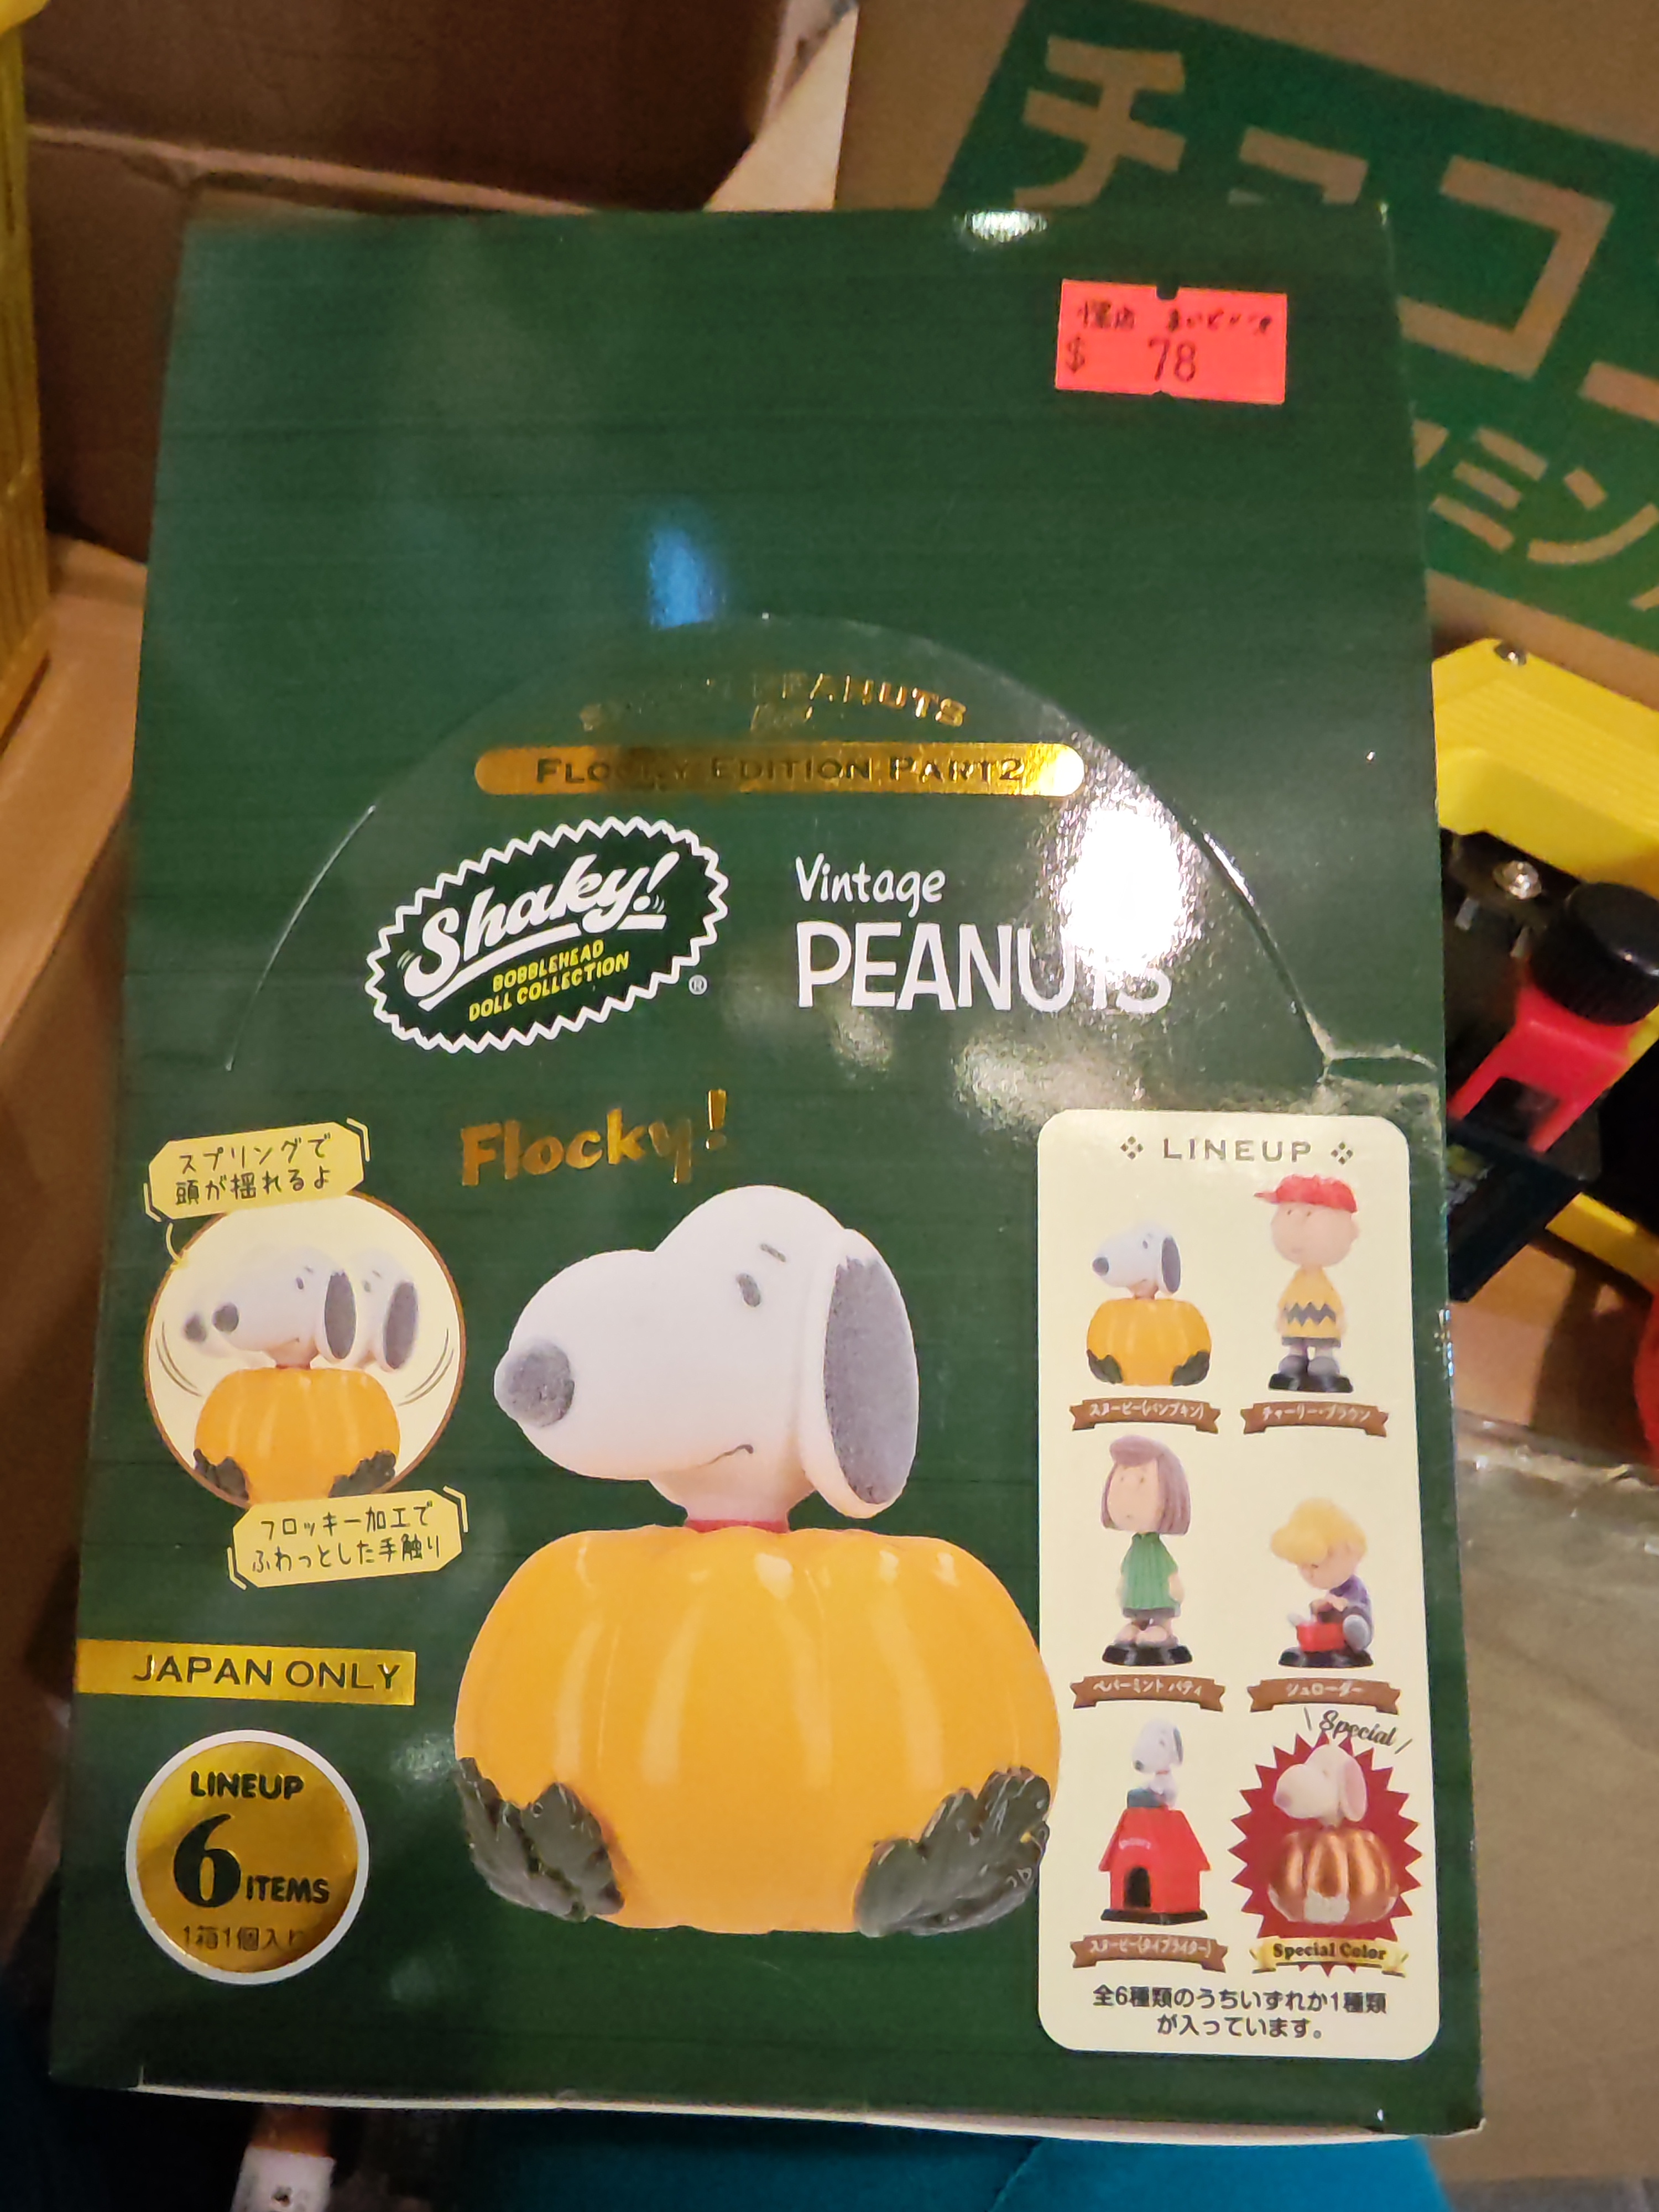 チョコ
ミン
$ 78
PEANUTS
FLOCKY EDITION PART2
Shaky!
BOBBLEHEAD
DOLL COLLECTION
®
Vintage
PEANUTS
Flocky!
スプリングで
頭が揺れるよ
フロッキー加工で
ふわっとした手触り
JAPAN ONLY
LINEUP
6 ITEMS
1箱1個入り
LINEUP
スヌーピー(パンプキン)
チャーリー・ブラウン
ペパーミント パティ
シュローダー
スヌーピー(タイプライター)
Special
Special Color
全6種類のうちいずれか1種類
が入っています。